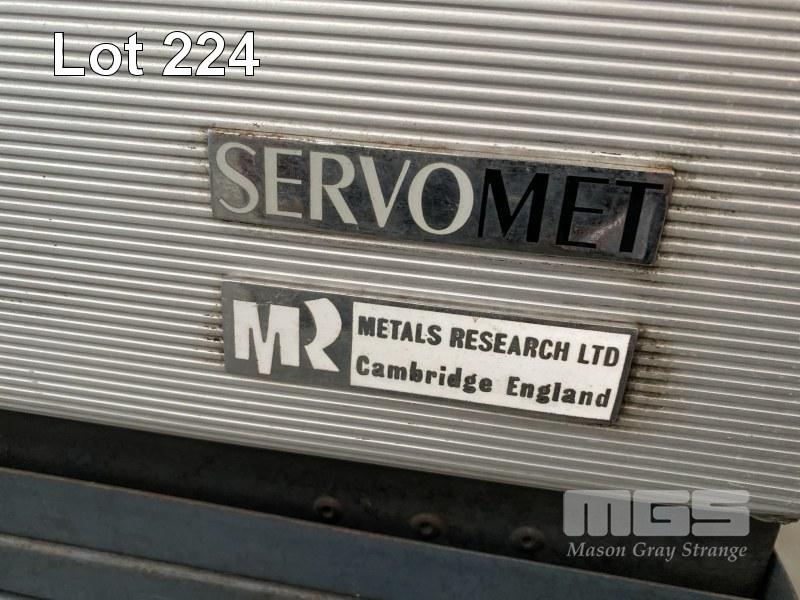 Lot 224
SERVOMET
MR METALS RESEARCH LTD
Cambridge England
MGS
Mason Gray Strange